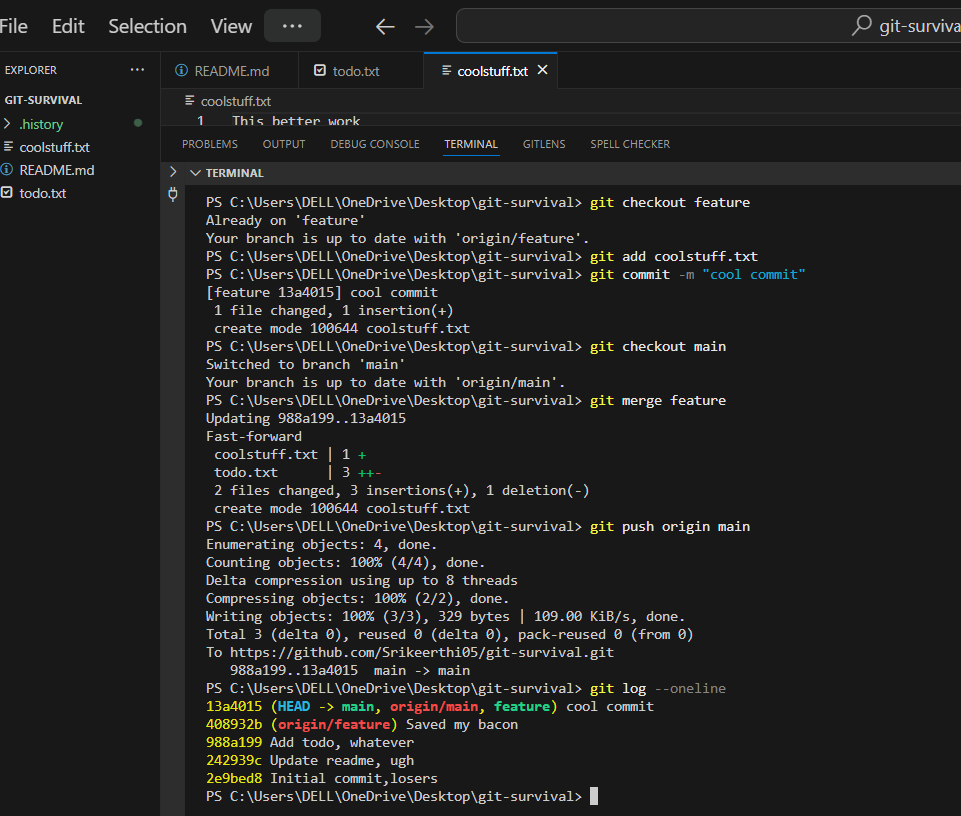 File Edit Selection View ... git-surviva
EXPLORER ...
GIT-SURVIVAL
.history
coolstuff.txt
README.md
todo.txt
README.md todo.txt coolstuff.txt
coolstuff.txt
1 This better work
PROBLEMS OUTPUT DEBUG CONSOLE TERMINAL GITLENS SPELL CHECKER
TERMINAL
PS C:\Users\DELL\OneDrive\Desktop\git-survival> git checkout feature
Already on 'feature'
Your branch is up to date with 'origin/feature'.
PS C:\Users\DELL\OneDrive\Desktop\git-survival> git add coolstuff.txt
PS C:\Users\DELL\OneDrive\Desktop\git-survival> git commit -m "cool commit"
[feature 13a4015] cool commit
 1 file changed, 1 insertion(+)
 create mode 100644 coolstuff.txt
PS C:\Users\DELL\OneDrive\Desktop\git-survival> git checkout main
Switched to branch 'main'
Your branch is up to date with 'origin/main'.
PS C:\Users\DELL\OneDrive\Desktop\git-survival> git merge feature
Updating 988a199..13a4015
Fast-forward
 coolstuff.txt | 1 +
 todo.txt      | 3 ++-
 2 files changed, 3 insertions(+), 1 deletion(-)
 create mode 100644 coolstuff.txt
PS C:\Users\DELL\OneDrive\Desktop\git-survival> git push origin main
Enumerating objects: 4, done.
Counting objects: 100% (4/4), done.
Delta compression using up to 8 threads
Compressing objects: 100% (2/2), done.
Writing objects: 100% (3/3), 329 bytes | 109.00 KiB/s, done.
Total 3 (delta 0), reused 0 (delta 0), pack-reused 0 (from 0)
To https://github.com/Srikeerthi05/git-survival.git
   988a199..13a4015  main -> main
PS C:\Users\DELL\OneDrive\Desktop\git-survival> git log --oneline
13a4015 (HEAD -> main, origin/main, feature) cool commit
408932b (origin/feature) Saved my bacon
988a199 Add todo, whatever
242939c Update readme, ugh
2e9bed8 Initial commit,losers
PS C:\Users\DELL\OneDrive\Desktop\git-survival>